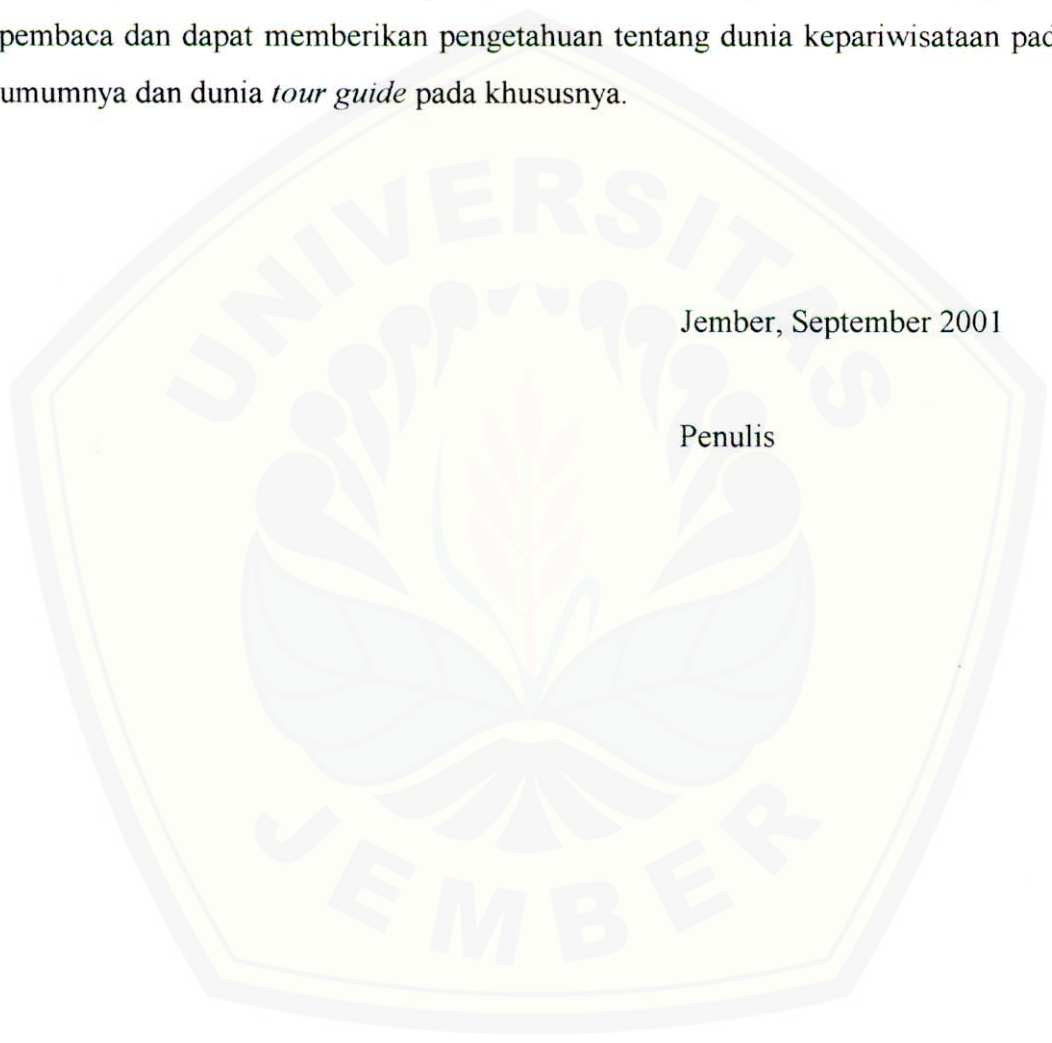 pembaca dan dapat memberikan pengetahuan tentang dunia kepariwisataan pad
umumnya dan dunia tour guide pada khususnya.
UNIVERSITAS
Jember, September 2001
Penulis
JEMBER